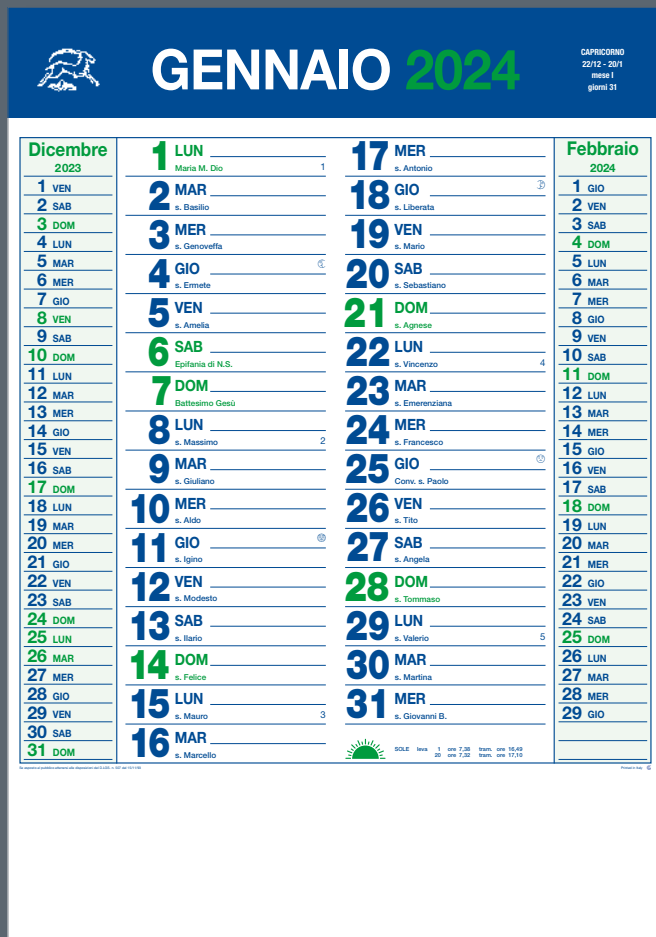 GENNAIO 2024
CAPRICORNO
22/12 - 20/1
mese I
giorni 31
Dicembre
2023
1 VEN
2 SAB
3 DOM
4 LUN
5 MAR
6 MER
7 GIO
8 VEN
9 SAB
10 DOM
11 LUN
12 MAR
13 MER
14 GIO
15 VEN
16 SAB
17 DOM
18 LUN
19 MAR
20 MER
21 GIO
22 VEN
23 SAB
24 DOM
25 LUN
26 MAR
27 MER
28 GIO
29 VEN
30 SAB
31 DOM
1 LUN
Maria M. Dio 1
2 MAR
s. Basilio
3 MER
s. Genoveffa
4 GIO
s. Ermete
5 VEN
s. Amelia
6 SAB
Epifania di N.S.
7 DOM
Battesimo Gesù
8 LUN
s. Massimo 2
9 MAR
s. Giuliano
10 MER
s. Aldo
11 GIO
s. Igino
12 VEN
s. Modesto
13 SAB
s. Ilario
14 DOM
s. Felice
15 LUN
s. Mauro 3
16 MAR
s. Marcello
17 MER
s. Antonio
18 GIO
s. Liberata
19 VEN
s. Mario
20 SAB
s. Sebastiano
21 DOM
s. Agnese
22 LUN
s. Vincenzo 4
23 MAR
s. Emerenziana
24 MER
s. Francesco
25 GIO
Conv. s. Paolo
26 VEN
s. Tito
27 SAB
s. Angela
28 DOM
s. Tommaso
29 LUN
s. Valerio 5
30 MAR
s. Martina
31 MER
s. Giovanni B.
SOLE leva 1 ore 7,38 tram. ore 16,49
20 ore 7,32 tram. ore 17,10
Febbraio
2024
1 GIO
2 VEN
3 SAB
4 DOM
5 LUN
6 MAR
7 MER
8 GIO
9 VEN
10 SAB
11 DOM
12 LUN
13 MAR
14 MER
15 GIO
16 VEN
17 SAB
18 DOM
19 LUN
20 MAR
21 MER
22 GIO
23 VEN
24 SAB
25 DOM
26 LUN
27 MAR
28 MER
29 GIO
Printed in Italy